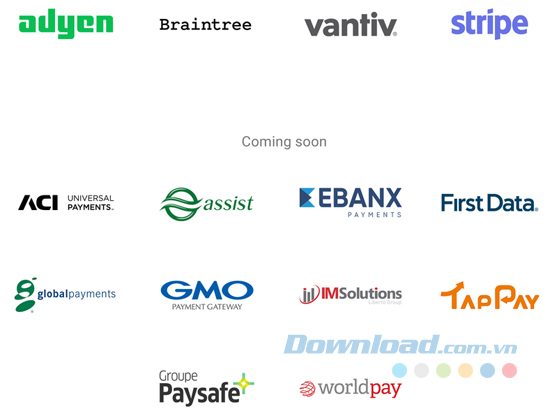 adyen
Braintree
vantiv®
stripe
Coming soon
ACI UNIVERSAL
PAYMENTS
assist
EBANX
PAYMENTS
First Data®
globalpayments
GMO
PAYMENT GATEWAY
IMSolutions
TAPPAY
Download.com.vn
Groupe
Paysafe
worldpay